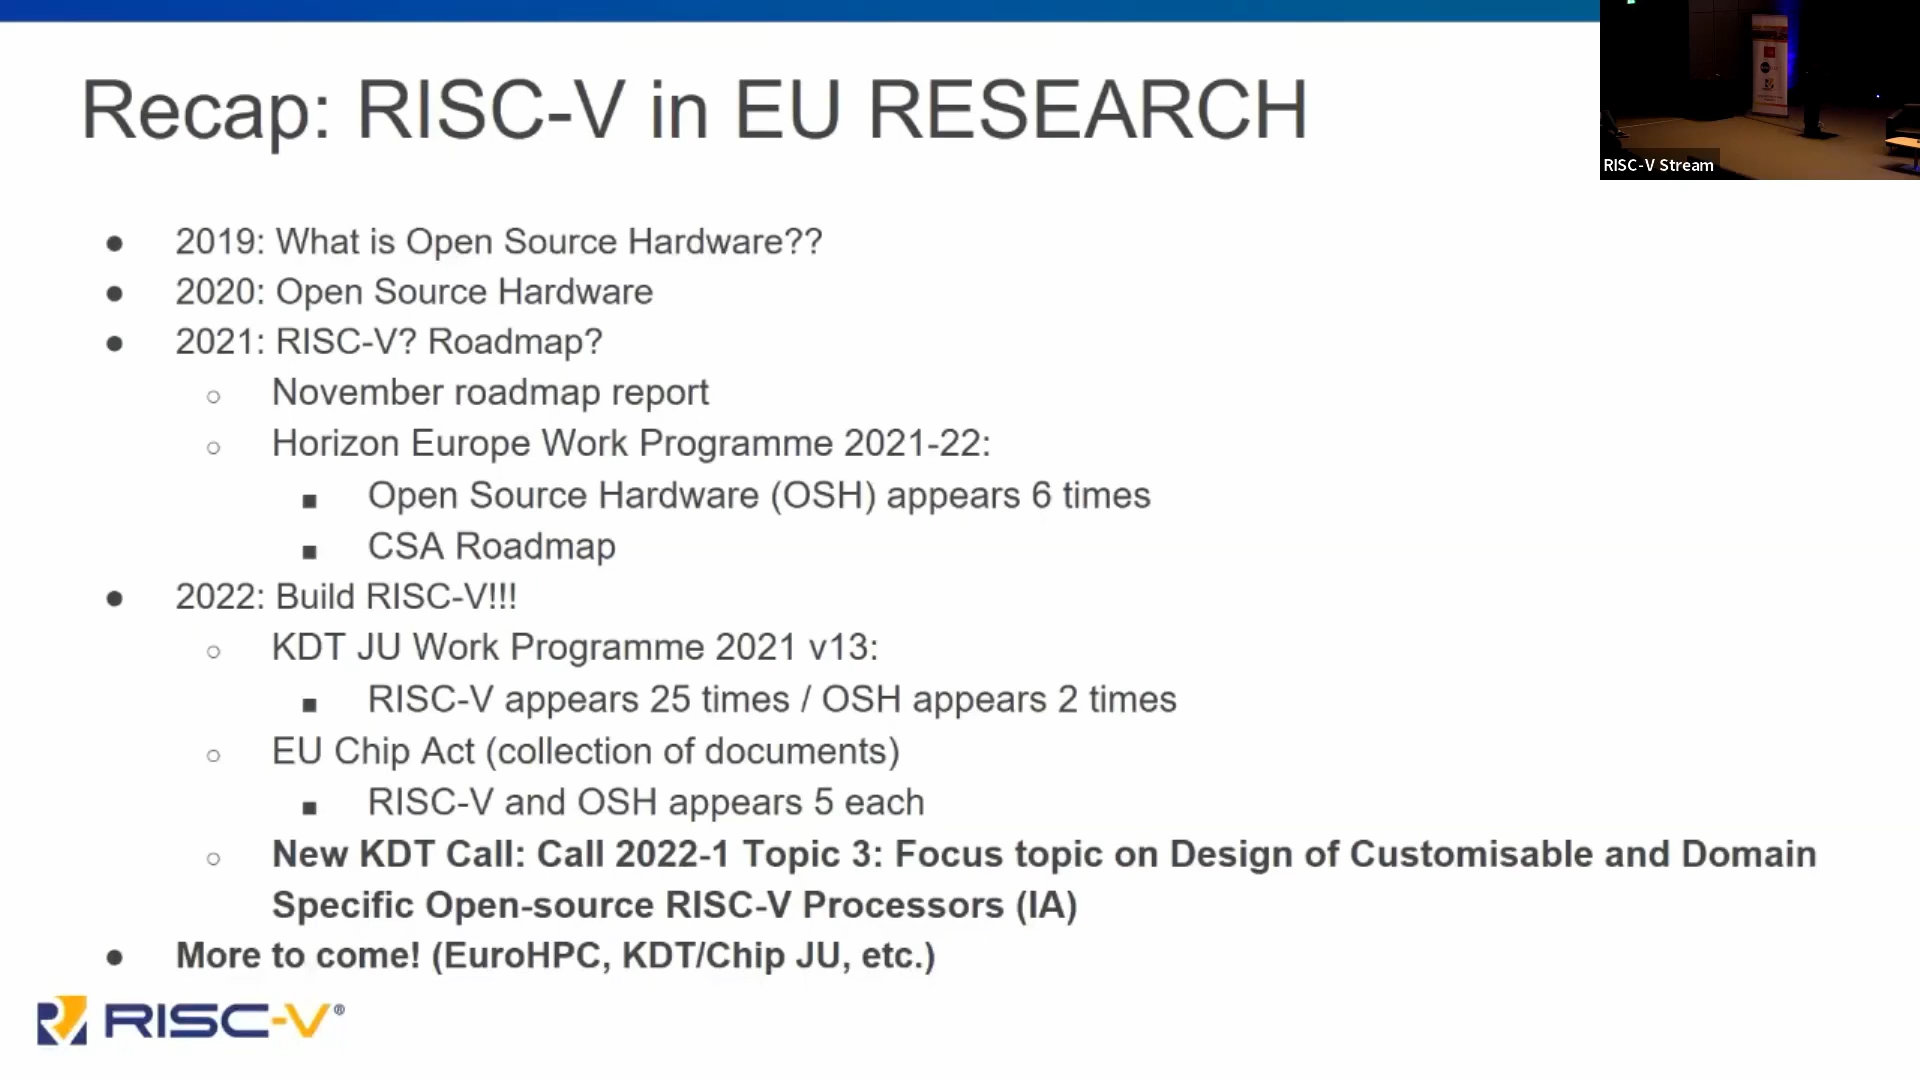 Recap: RISC-V in EU RESEARCH
RISC-V Stream
● 2019: What is Open Source Hardware??
● 2020: Open Source Hardware
● 2021: RISC-V? Roadmap?
○ November roadmap report
○ Horizon Europe Work Programme 2021-22:
■ Open Source Hardware (OSH) appears 6 times
■ CSA Roadmap
● 2022: Build RISC-V!!!
○ KDT JU Work Programme 2021 v13:
■ RISC-V appears 25 times / OSH appears 2 times
○ EU Chip Act (collection of documents)
■ RISC-V and OSH appears 5 each
○ New KDT Call: Call 2022-1 Topic 3: Focus topic on Design of Customisable and Domain
Specific Open-source RISC-V Processors (IA)
● More to come! (EuroHPC, KDT/Chip JU, etc.)
RISC-V®